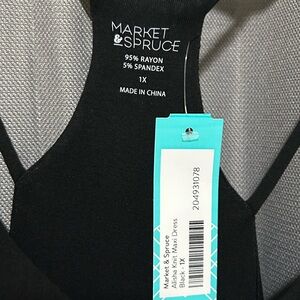 MARKET
& SPRUCE
95% RAYON
5% SPANDEX
1X
MADE IN CHINA
204931078
Market & Spruce
Alisha Knit Maxi Dress
Black - 1X